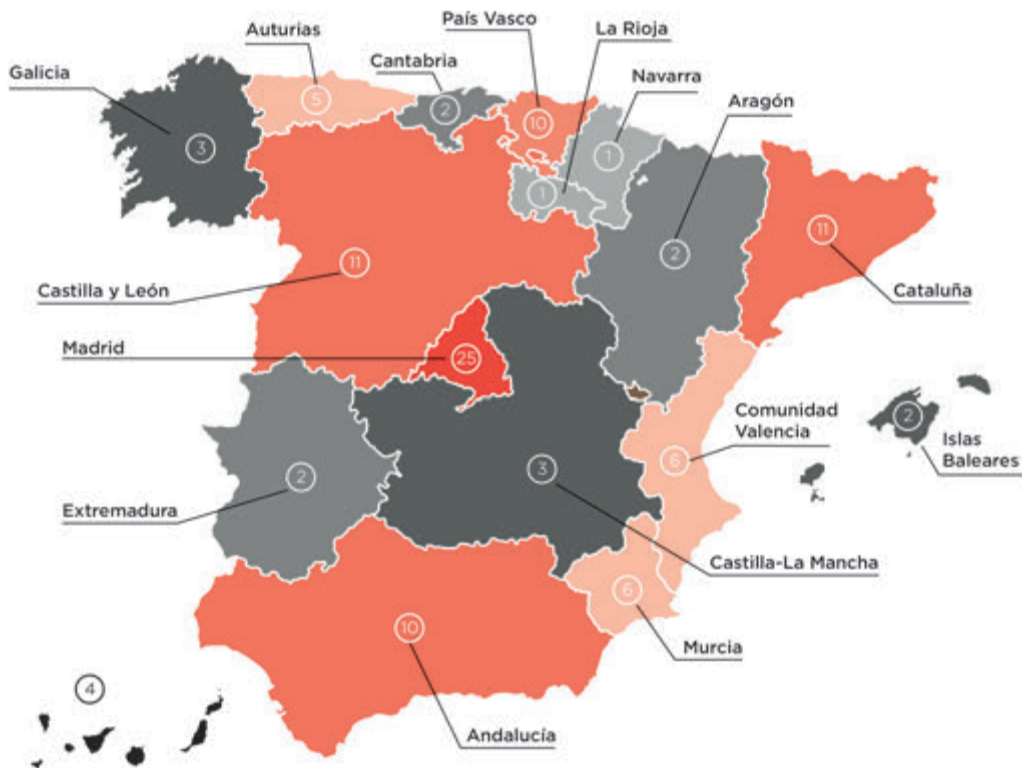 País Vasco
Auturias
La Rioja
Cantabria
Galicia
Navarra
Aragón
5
2
10
3
1
1
11
2
11
Castilla y León
Cataluña
Madrid
25
Comunidad
Valencia
2
Islas
Baleares
6
3
2
Extremadura
Castilla-La Mancha
6
10
Murcia
4
Andalucía